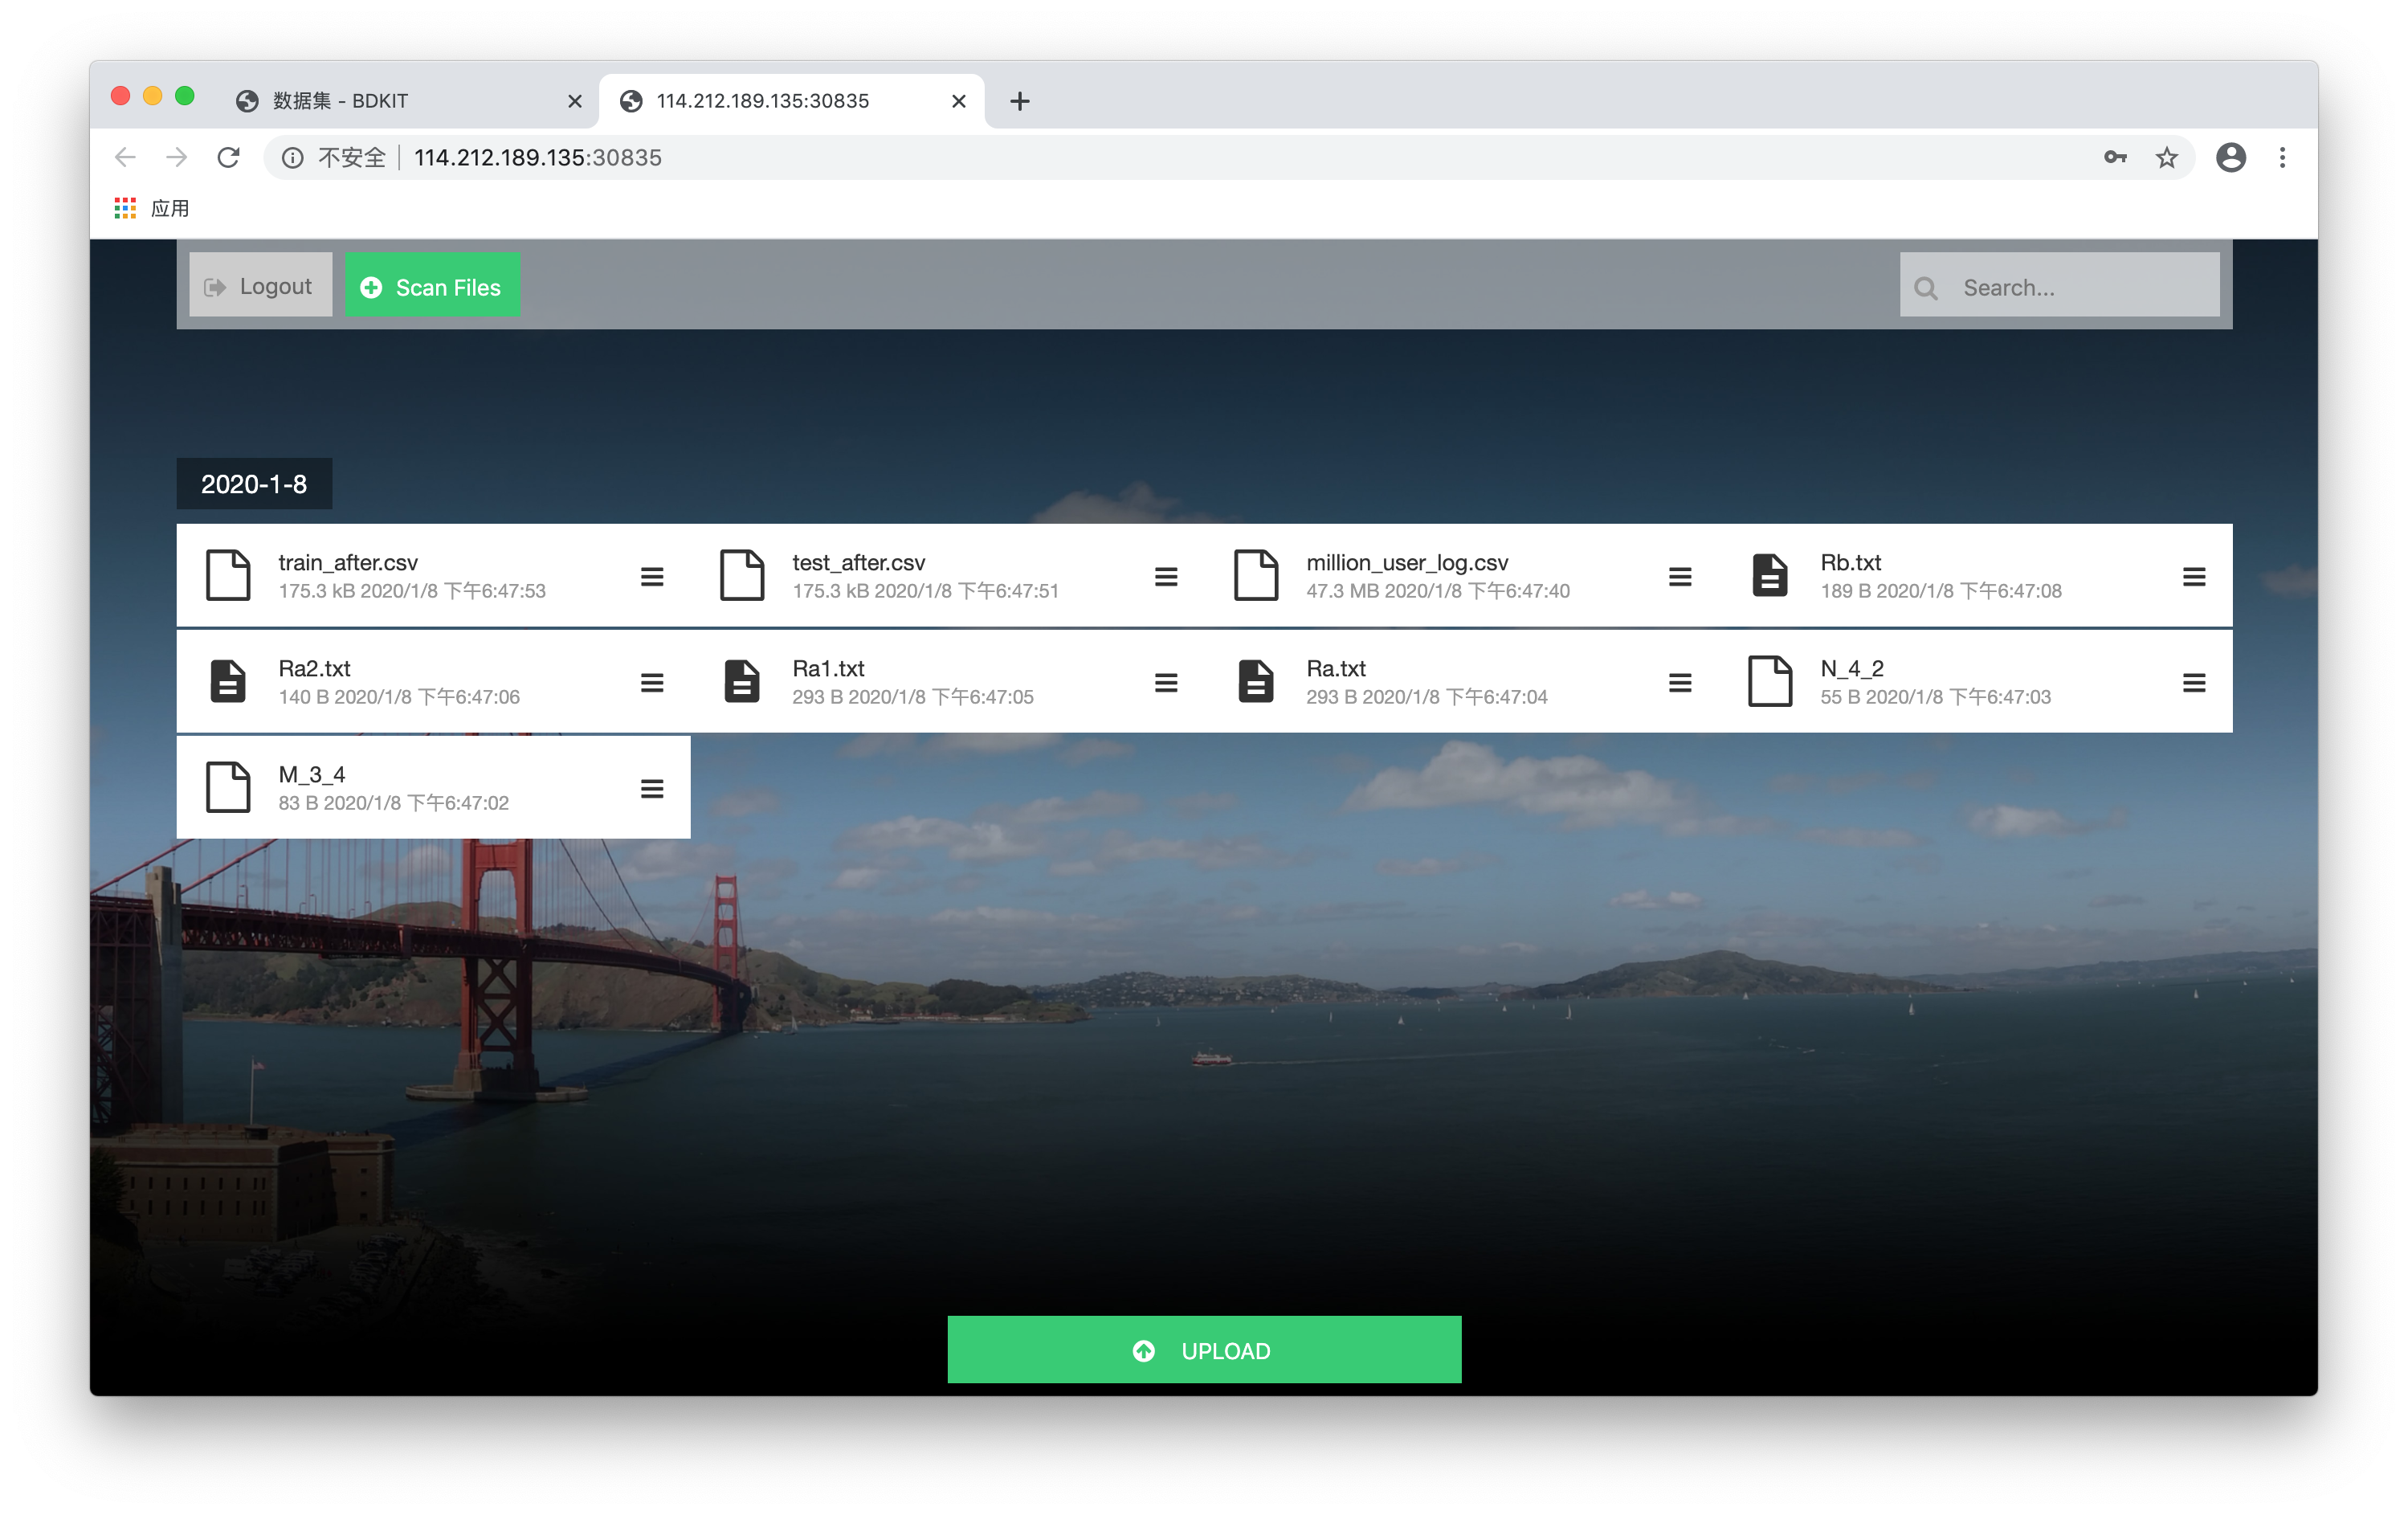 数据集 - BDKIT
114.212.189.135:30835
不安全 114.212.189.135:30835
应用
Logout
Scan Files
Search...
2020-1-8
train_after.csv
175.3 kB 2020/1/8 下午6:47:53
test_after.csv
175.3 kB 2020/1/8 下午6:47:51
million_user_log.csv
47.3 MB 2020/1/8 下午6:47:40
Rb.txt
189 B 2020/1/8 下午6:47:08
Ra2.txt
140 B 2020/1/8 下午6:47:06
Ra1.txt
293 B 2020/1/8 下午6:47:05
Ra.txt
293 B 2020/1/8 下午6:47:04
N_4_2
55 B 2020/1/8 下午6:47:03
M_3_4
83 B 2020/1/8 下午6:47:02
UPLOAD